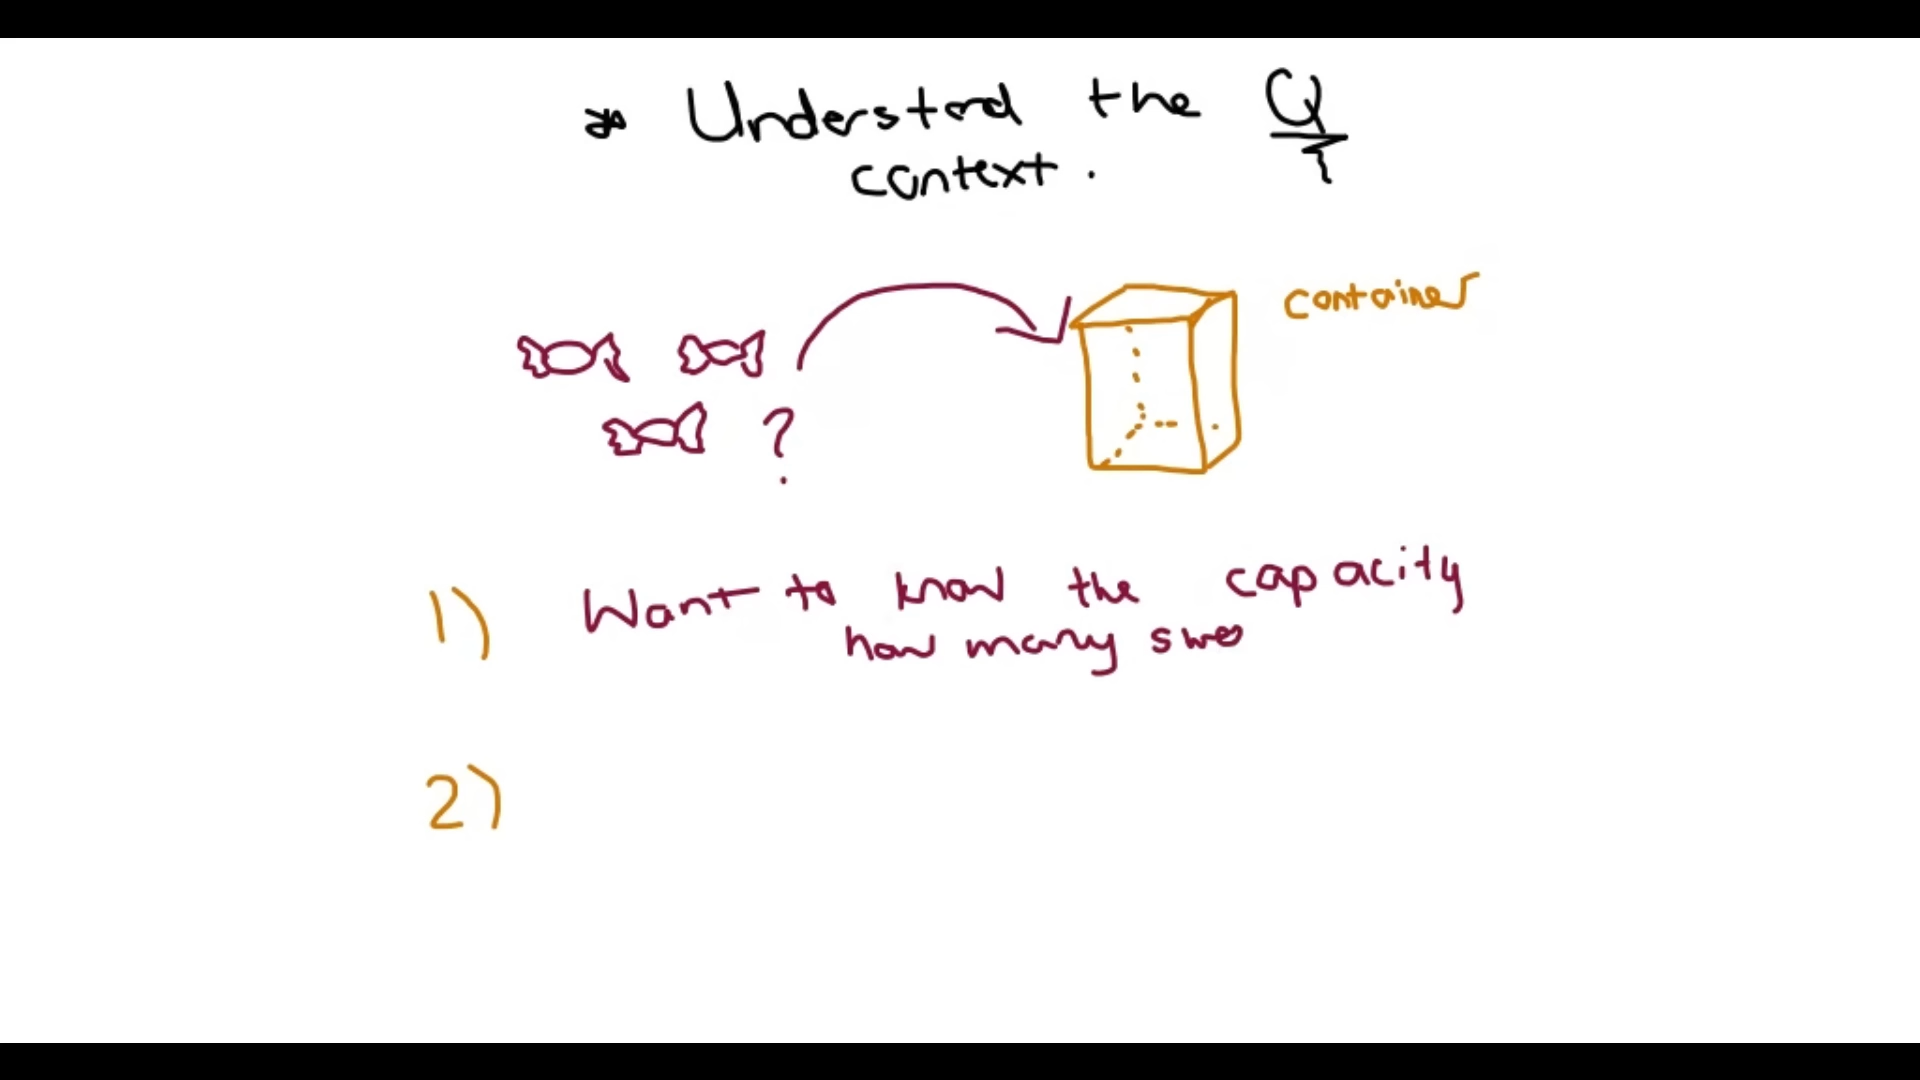 * Understand the Q
context.
container
?
1) Want to know the capacity
how many swe
2)